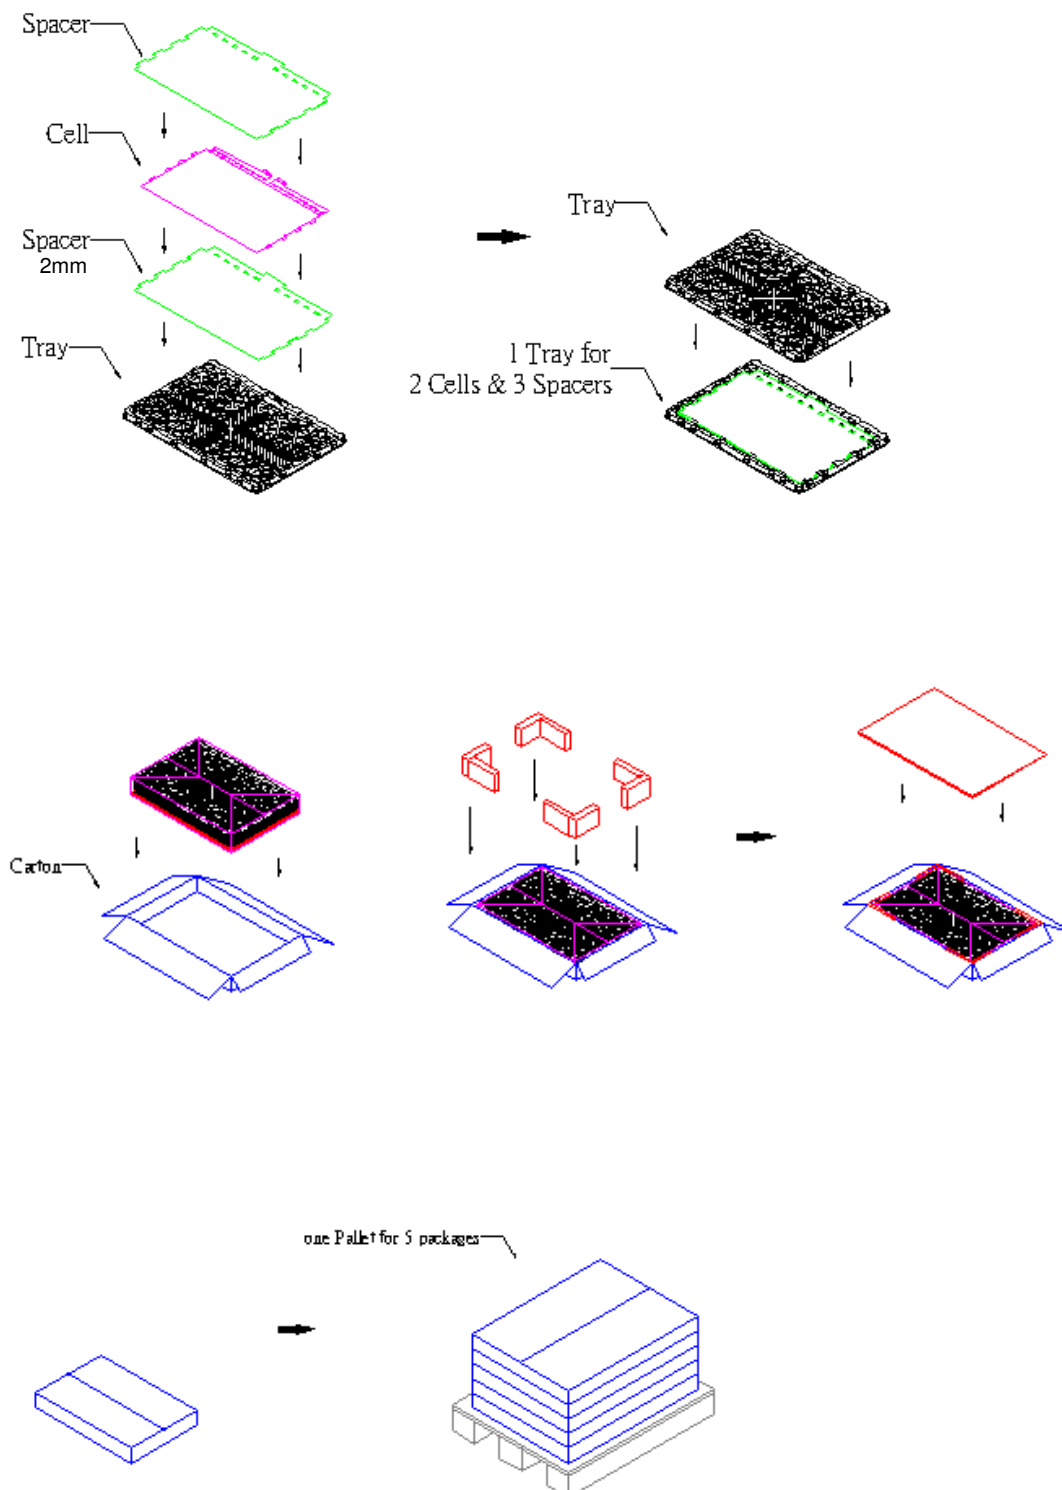 Spacer
Cell
Spacer
2mm
Tray
Tray
1 Tray for
2 Cells & 3 Spacers
Carton
one Pallet for 5 packages